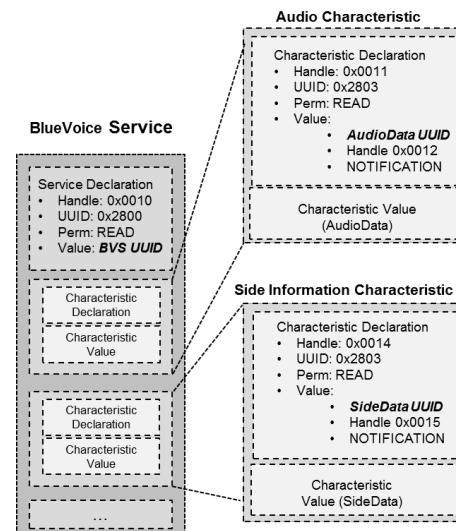 BlueVoice Service
Service Declaration
• Handle: 0x0010
• UUID: 0x2800
• Perm: READ
• Value: BVS UUID
Characteristic
Declaration
Characteristic
Value
Characteristic
Declaration
Characteristic
Value
...
Audio Characteristic
Characteristic Declaration
• Handle: 0x0011
• UUID: 0x2803
• Perm: READ
• Value:
• AudioData UUID
• Handle 0x0012
• NOTIFICATION
Characteristic Value
(AudioData)
Side Information Characteristic
Characteristic Declaration
• Handle: 0x0014
• UUID: 0x2803
• Perm: READ
• Value:
• SideData UUID
• Handle 0x0015
• NOTIFICATION
Characteristic
Value (SideData)